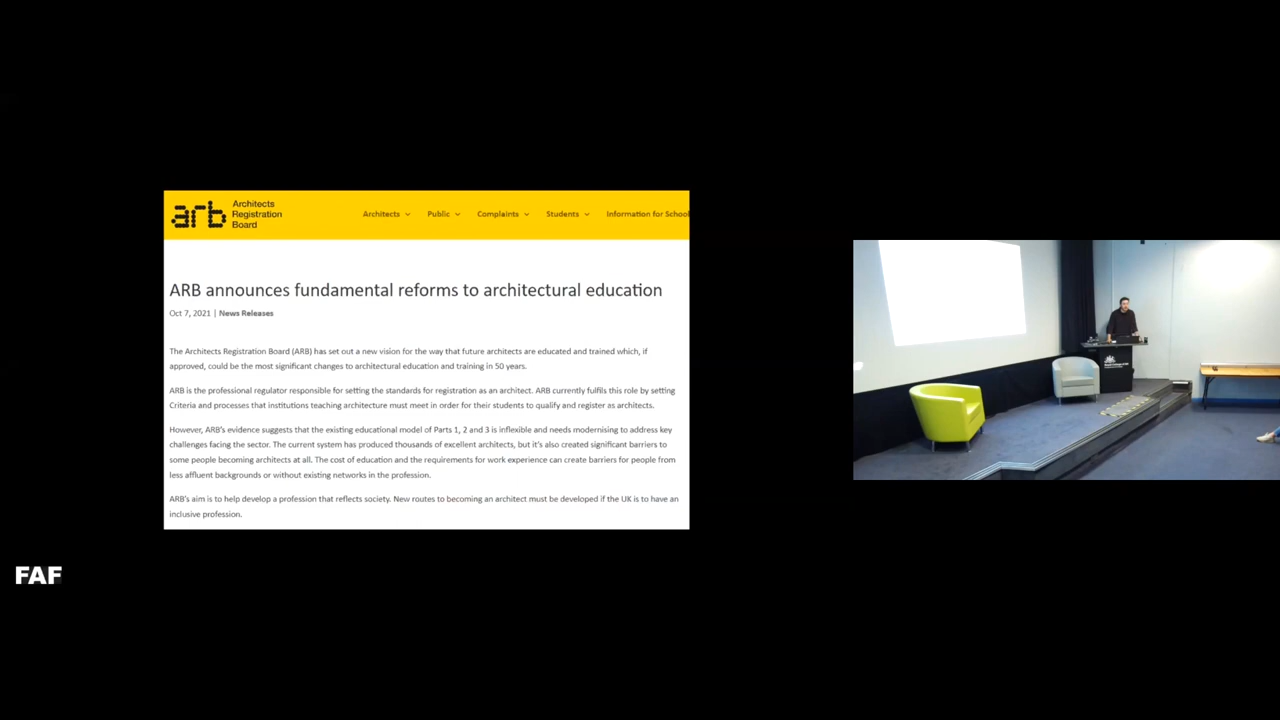 arb
Architects
Registration
Board
Architects
Public
Complaints
Students
Information for School
ARB announces fundamental reforms to architectural education
Oct 7, 2021 | News Releases
The Architects Registration Board (ARB) has set out a new vision for the way that future architects are educated and trained which, if
approved, could be the most significant changes to architectural education and training in 50 years.
ARB is the professional regulator responsible for setting the standards for registration as an architect. ARB currently fulfils this role by setting
Criteria and processes that institutions teaching architecture must meet in order for their students to qualify and register as architects.
However, ARB's evidence suggests that the existing educational model of Parts 1, 2 and 3 is inflexible and needs modernising to address key
challenges facing the sector. The current system has produced thousands of excellent architects, but it's also created significant barriers to
some people becoming architects at all. The cost of education and the requirements for work experience can create barriers for people from
less affluent backgrounds or without existing networks in the profession.
ARB's aim is to help develop a profession that reflects society. New routes to becoming an architect must be developed if the UK is to have an
inclusive profession.
FAF